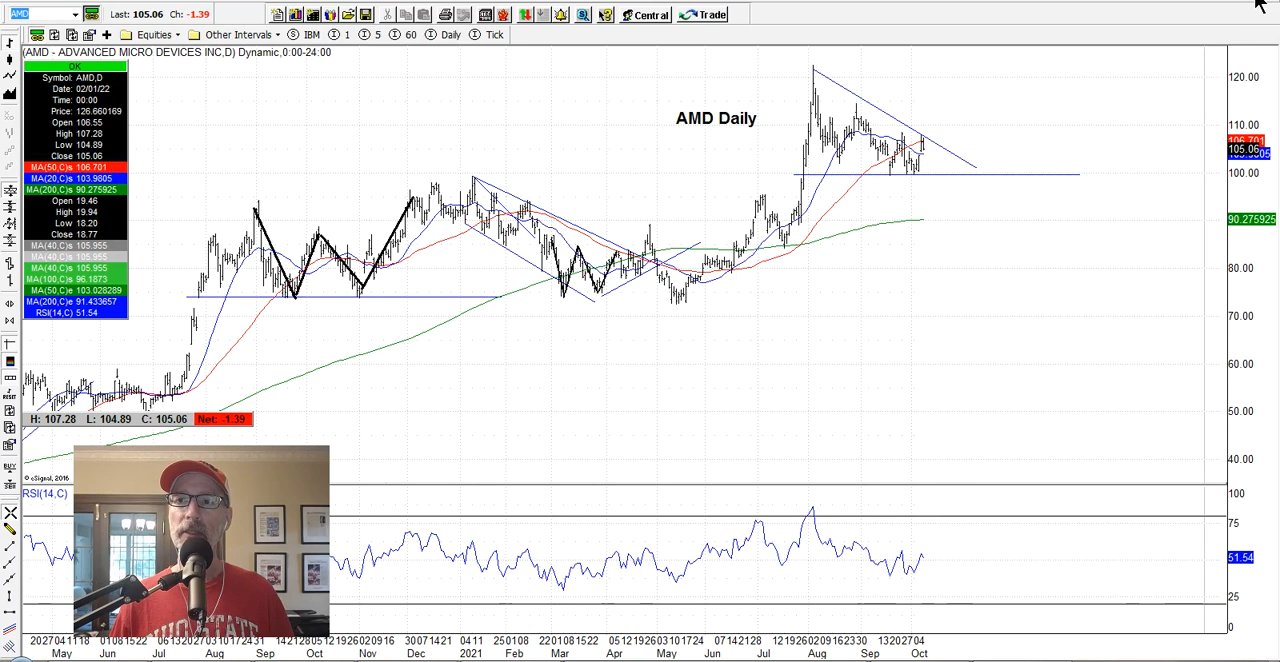 AMD Last: 105.06 Ch: -1.39 Central Trade
Equities Other Intervals IBM 1 5 60 Daily Tick
(AMD - ADVANCED MICRO DEVICES INC,D) Dynamic,0:00-24:00
OK
Symbol: AMD,D
Date: 02/01/22
Time: 00:00
Price: 126.660169
Open 106.55
High 107.28
Low 104.89
Close 105.06
MA(50,C)s 106.701
MA(20,C)s 103.9805
MA(200,C)s 90.275925
Open 19.46
High 19.94
Low 18.20
Close 18.77
MA(40,C)s 105.955
MA(40,C)s 105.955
MA(40,C)s 105.955
MA(100,C)s 96.1873
MA(50,C)e 103.028289
MA(200,C)e 91.433657
RSI(14,C) 51.54
AMD Daily
120.00
110.00
106.701
105.06
100.00
90.275925
80.00
70.00
60.00
50.00
40.00
RESET
BUY
H: 107.28 L: 104.89 C: 105.06 Net: -1.39
© eSignal, 2016
RSI(14,C)
100
75
51.54
25
0
May Jun Jul Aug Sep Oct Nov Dec 2021 Feb Mar Apr May Jun Jul Aug Sep Oct